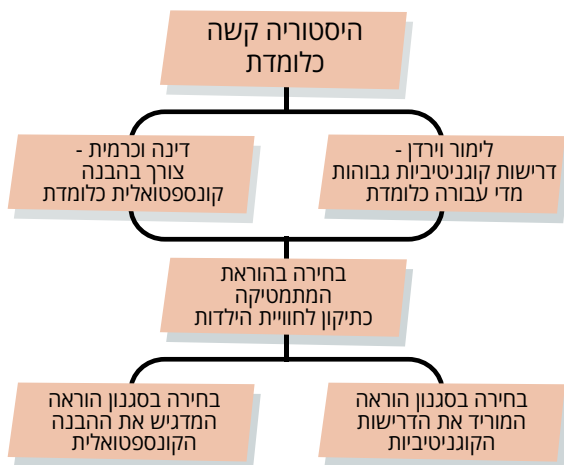 היסטוריה קשה
כלומדת
לימור וירדן -
דרישות קוגניטיביות גבוהות
מדי עבורה כלומדת
דינה וכרמית -
צורך בהבנה
קונספטואלית כלומדת
בחירה בהוראת
המתמטיקה
כתיקון לחוויית הילדות
בחירה בסגנון הוראה
המוריד את הדרישות
הקוגניטיביות
בחירה בסגנון הוראה
המדגיש את ההבנה
הקונספטואלית